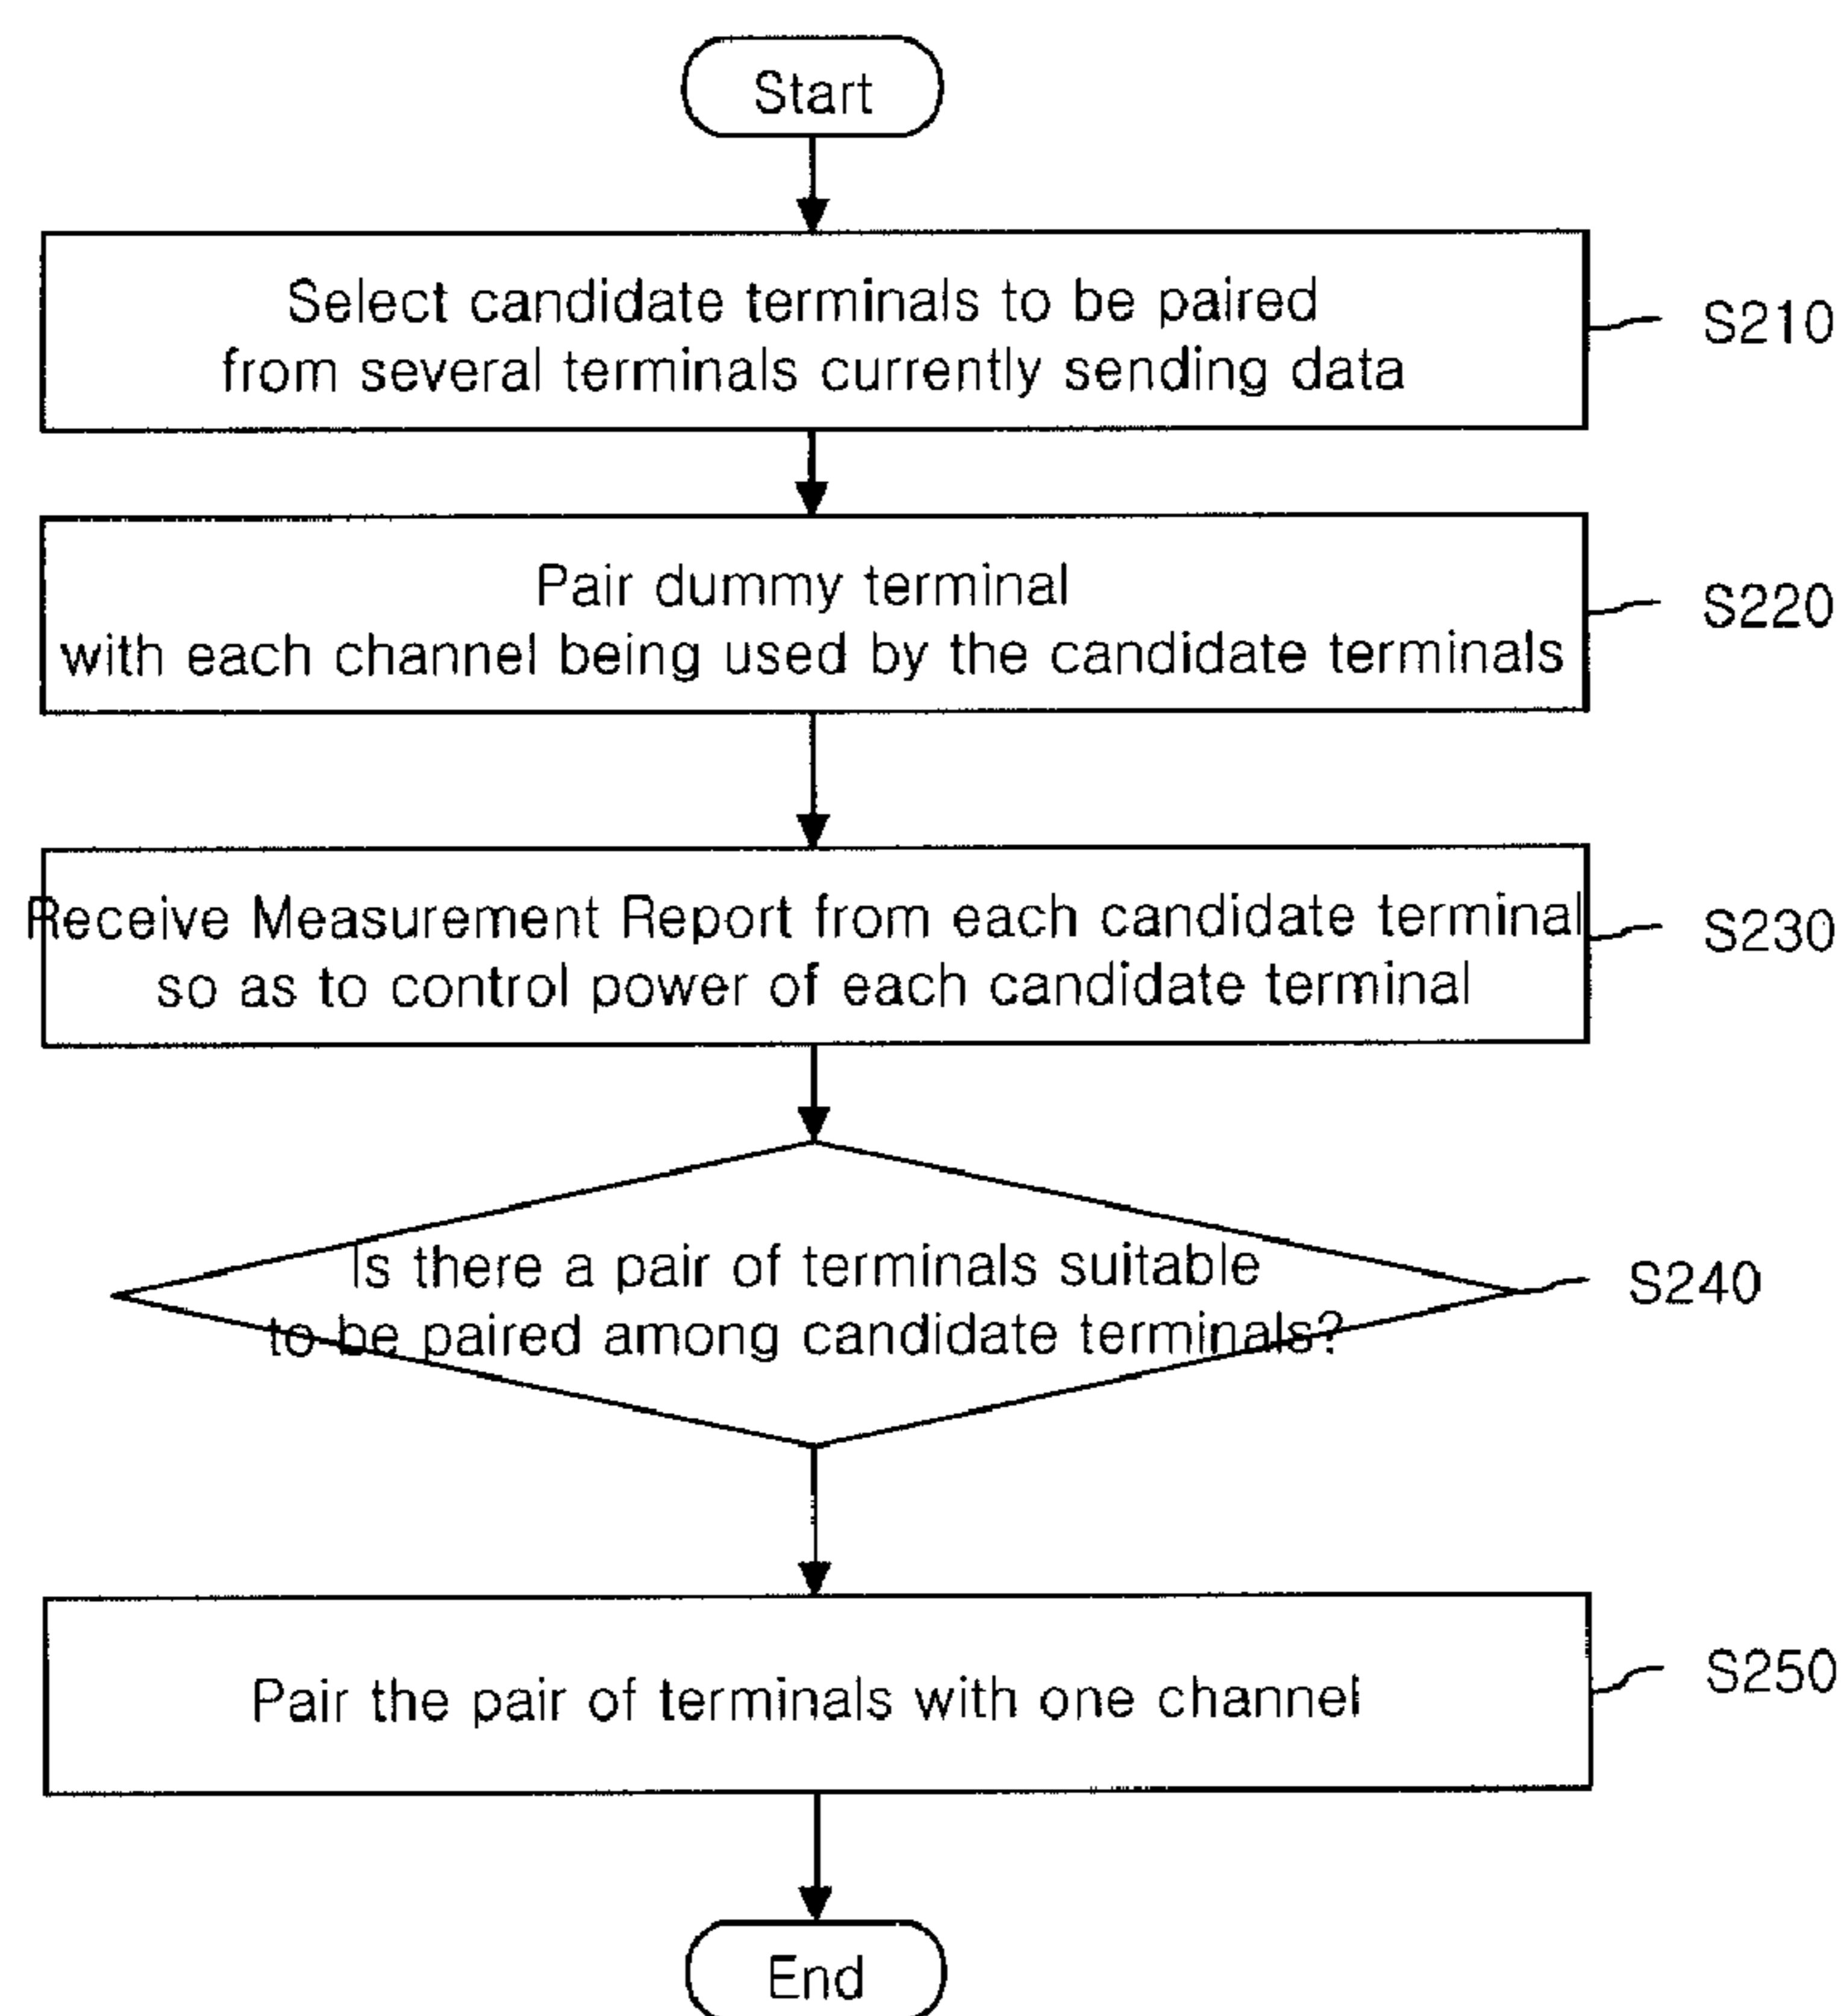 Start
Select candidate terminals to be paired
from several terminals currently sending data
S210
Pair dummy terminal
with each channel being used by the candidate terminals
S220
Receive Measurement Report from each candidate terminal
so as to control power of each candidate terminal
S230
Is there a pair of terminals suitable
to be paired among candidate terminals?
S240
Pair the pair of terminals with one channel
S250
End